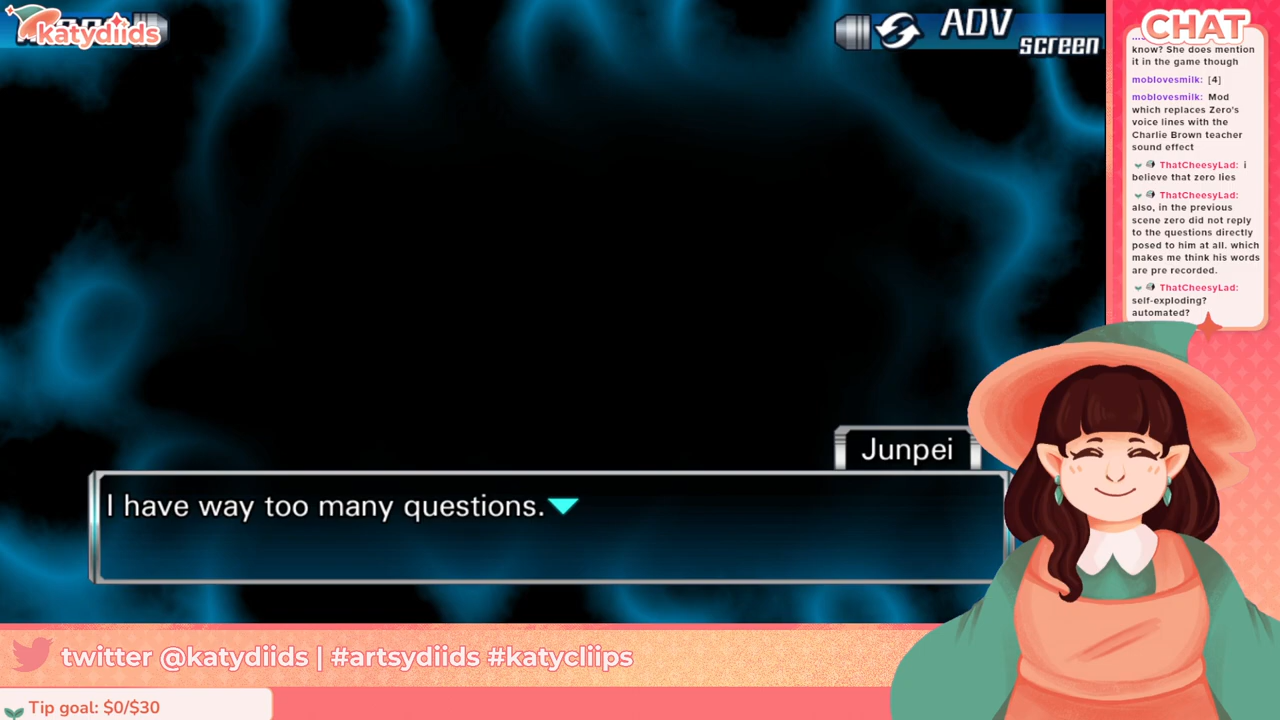 katydiids
ADV
screen
CHAT
know? She does mention
it in the game though
moblovesmilk: [4]
moblovesmilk: Mod
which replaces Zero's
voice lines with the
Charlie Brown teacher
sound effect
ThatCheesyLad: i
believe that zero lies
ThatCheesyLad:
also, in the previous
scene zero did not reply
to the questions directly
posed to him at all. which
makes me think his words
are pre recorded.
ThatCheesyLad:
self-exploding?
automated?
Junpei
I have way too many questions.
twitter @katydiids | #artsydiids #katycliips
Tip goal: $0/$30